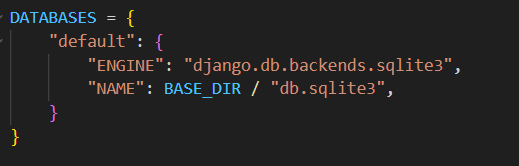 DATABASES = {
    "default": {
        "ENGINE": "django.db.backends.sqlite3",
        "NAME": BASE_DIR / "db.sqlite3",
    }
}